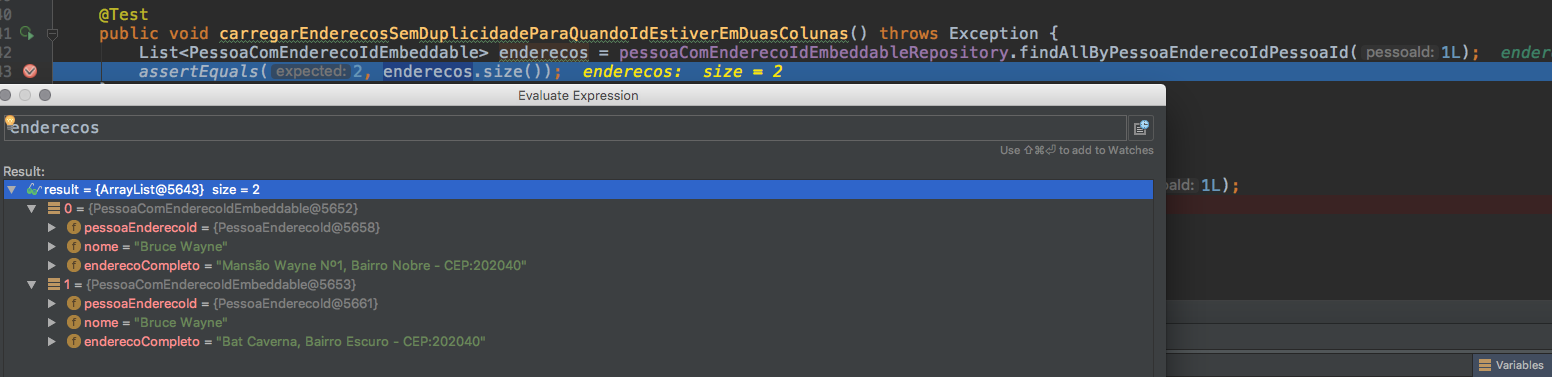 40
@Test
41 public void carregarEnderecosSemDuplicidadeParaQuandoIdEstiverEmDuasColunas() throws Exception {
42 List<PessoaComEnderecoIdEmbeddable> enderecos = pessoaComEnderecoIdEmbeddableRepository.findAllByPessoaEnderecoIdPessoaId( pessoaId: 1L); ender
43 assertEquals( expected: 2, enderecos.size()); enderecos: size = 2
Evaluate Expression
enderecos
Use ⇧⌘⏎ to add to Watches
Result:
result = {ArrayList@5643} size = 2
oaId: 1L);
0 = {PessoaComEnderecoIdEmbeddable@5652}
pessoaEnderecoId = {PessoaEnderecoId@5658}
nome = "Bruce Wayne"
enderecoCompleto = "Mansão Wayne Nº1, Bairro Nobre - CEP:202040"
1 = {PessoaComEnderecoIdEmbeddable@5653}
pessoaEnderecoId = {PessoaEnderecoId@5661}
nome = "Bruce Wayne"
enderecoCompleto = "Bat Caverna, Bairro Escuro - CEP:202040"
Variables